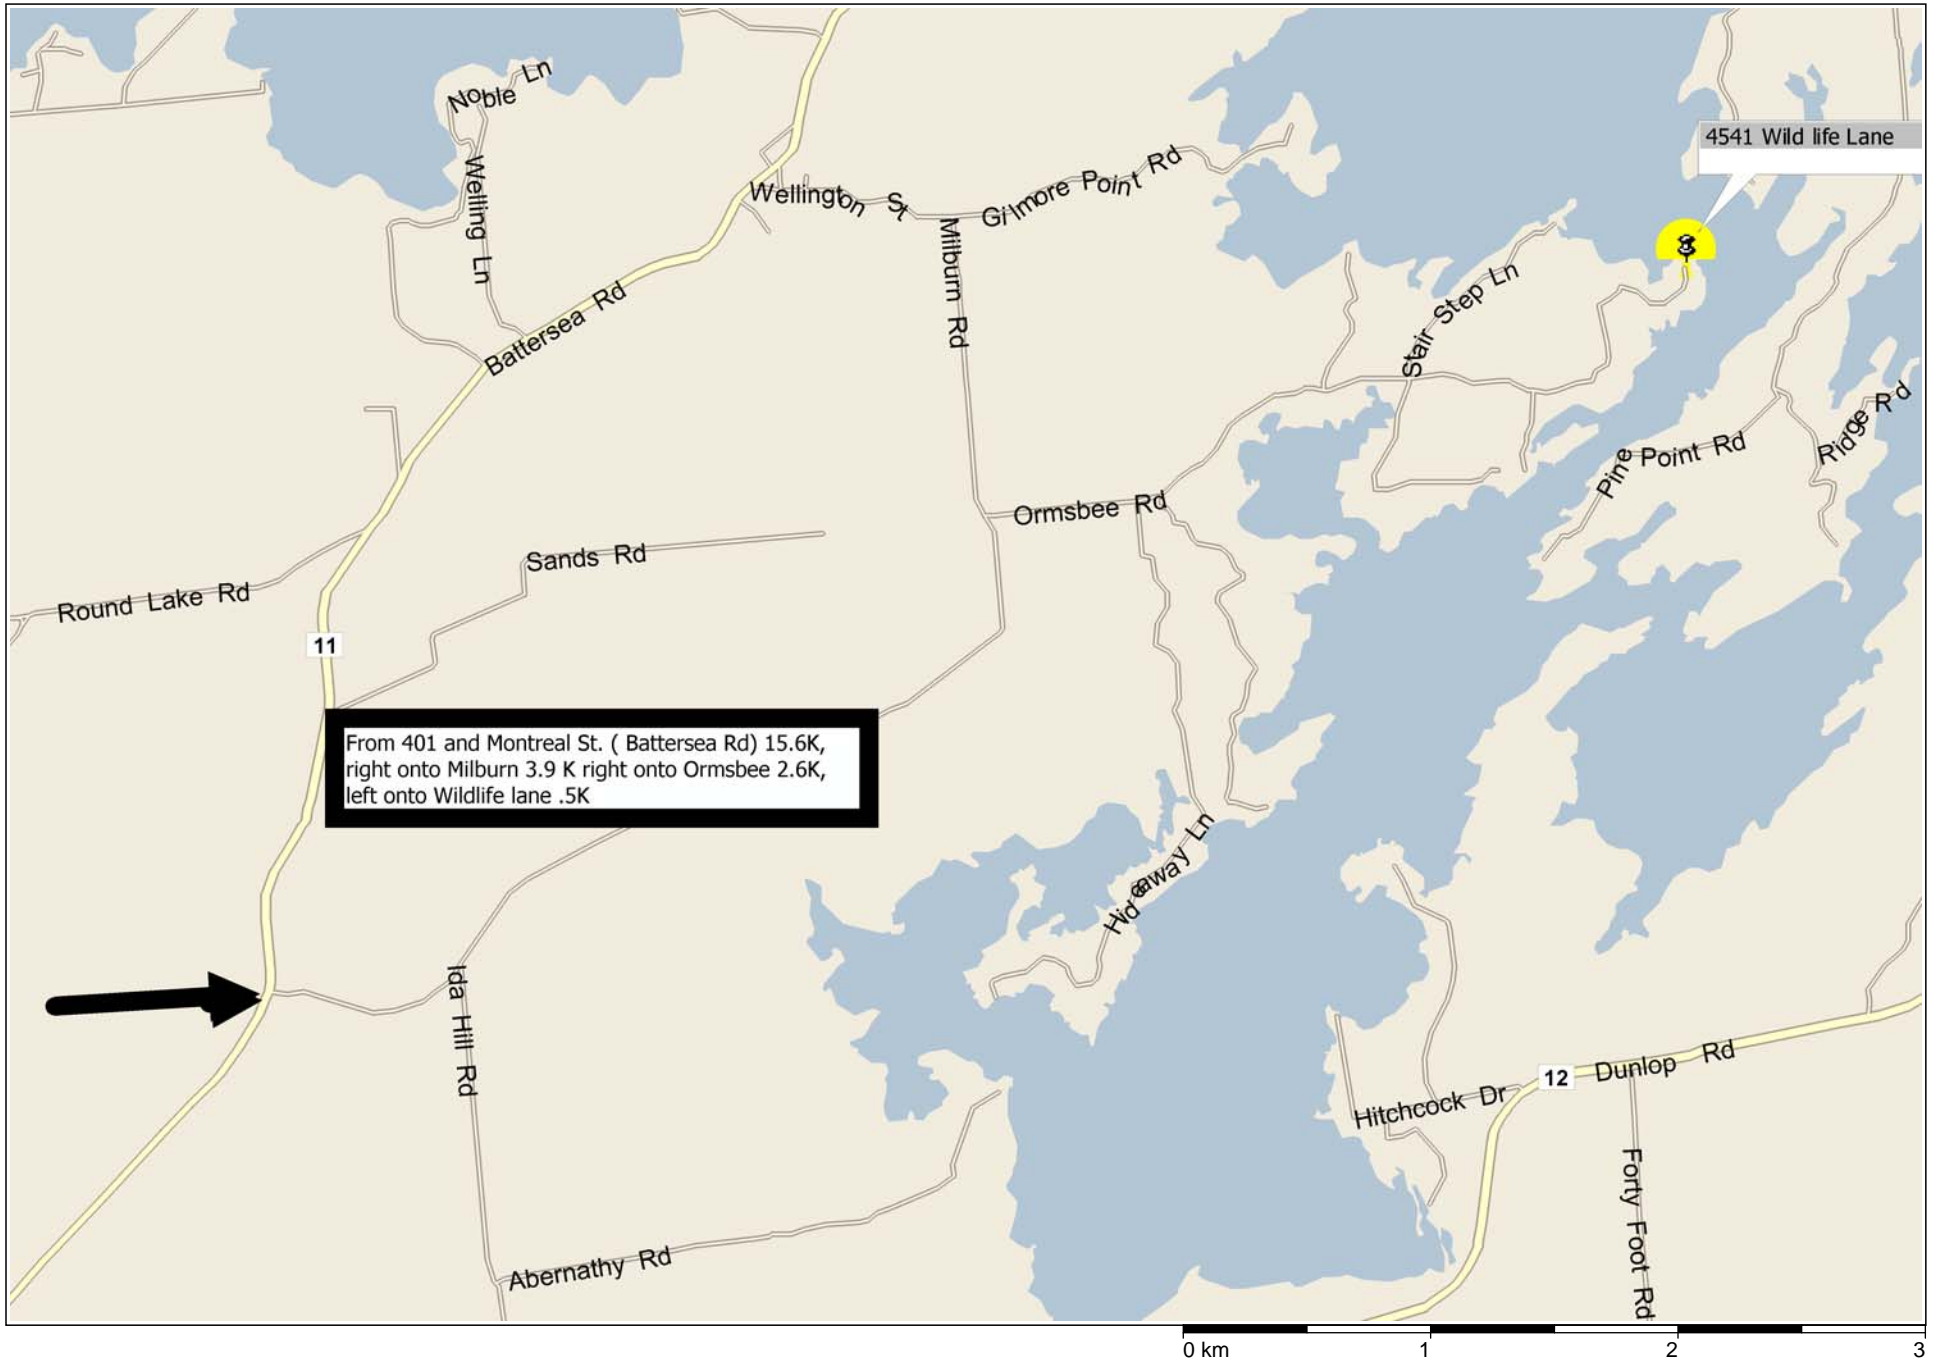 Noble Ln
4541 Wild life Lane
Welling Ln
Wellington St
Gilmore Point Rd
Milburn Rd
Battersea Rd
Stair Step Ln
Ridge Rd
Pine Point Rd
Ormsbee Rd
Sands Rd
Round Lake Rd
11
From 401 and Montreal St. ( Battersea Rd) 15.6K,
right onto Milburn 3.9 K right onto Ormsbee 2.6K,
left onto Wildlife lane .5K
Hideaway Ln
Ida Hill Rd
12
Dunlop Rd
Hitchcock Dr
Forty Foot Rd
Abernathy Rd
0 km 1 2 3